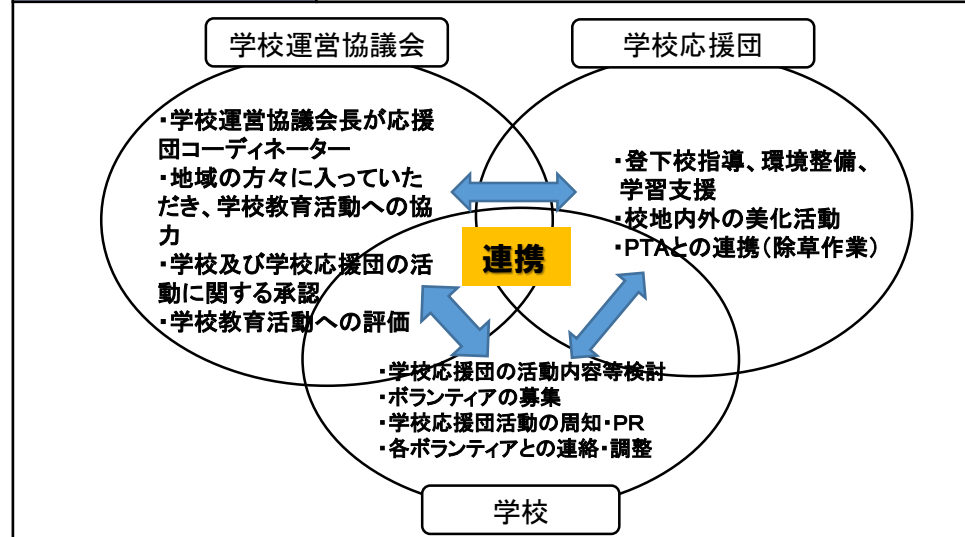 学校運営協議会
学校応援団
・学校運営協議会長が応援
団コーディネーター
・地域の方々に入っていた
だき、学校教育活動への協
力
・学校及び学校応援団の活
動に関する承認
・学校教育活動への評価
・登下校指導、環境整備、
学習支援
・校地内外の美化活動
・PTAとの連携(除草作業)
連携
・学校応援団の活動内容等検討
・ボランティアの募集
・学校応援団活動の周知・PR
・各ボランティアとの連絡・調整
学校